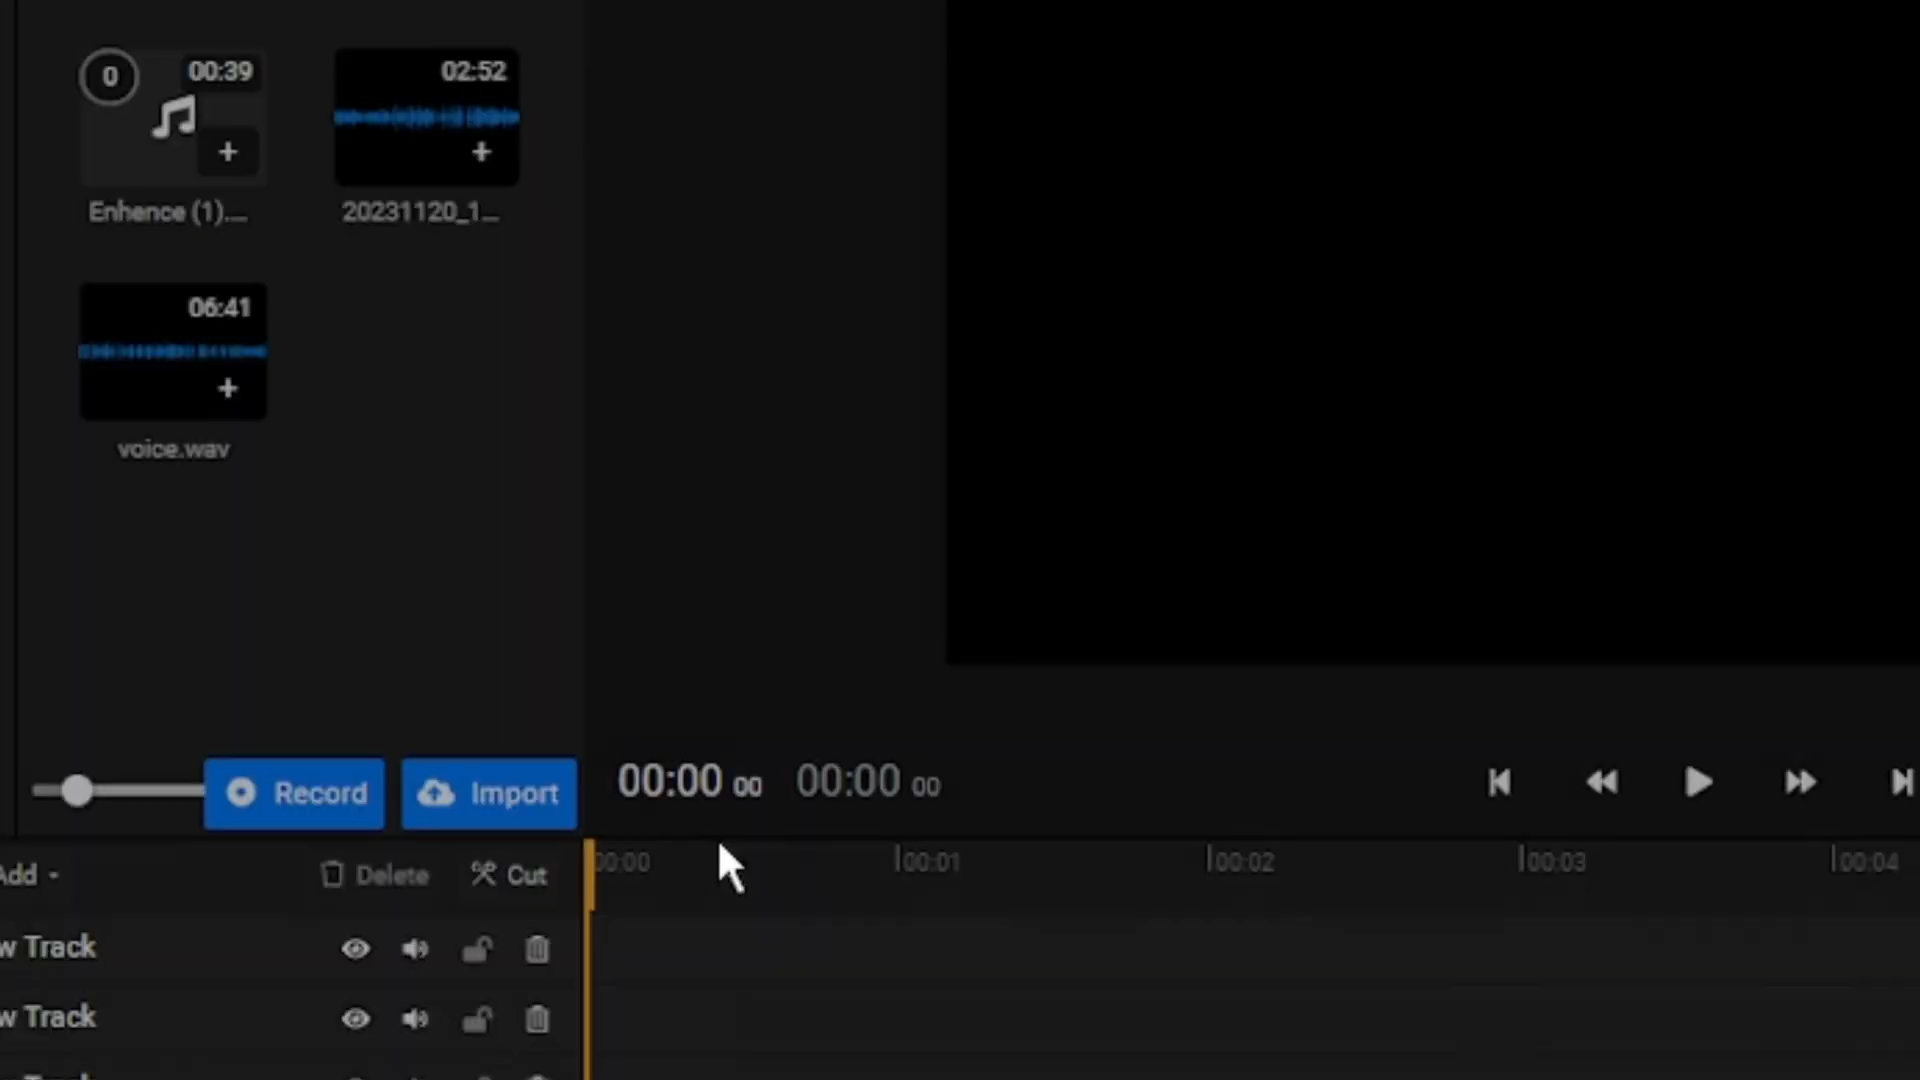 0 00:39 02:52
+ +
Enhence (1).... 20231120_1...
06:41
+
voice.wav
Record Import 00:00 00 00:00 00
Add - Delete Cut 00:00 00:01 00:02 00:03 00:04
w Track
w Track